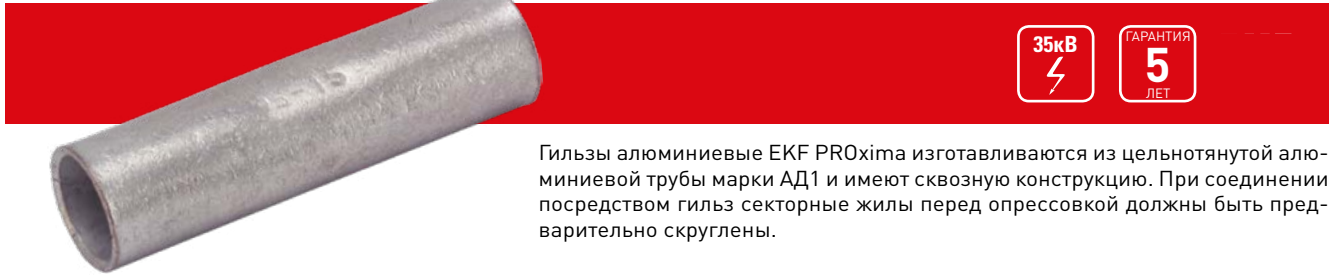 35кВ
ГАРАНТИЯ
5
ЛЕТ
Гильзы алюминиевые EKF PROxima изготавливаются из цельнотянутой алю-
миниевой трубы марки АД1 и имеют сквозную конструкцию. При соединении
посредством гильз секторные жилы перед опрессовкой должны быть пред-
варительно скруглены.